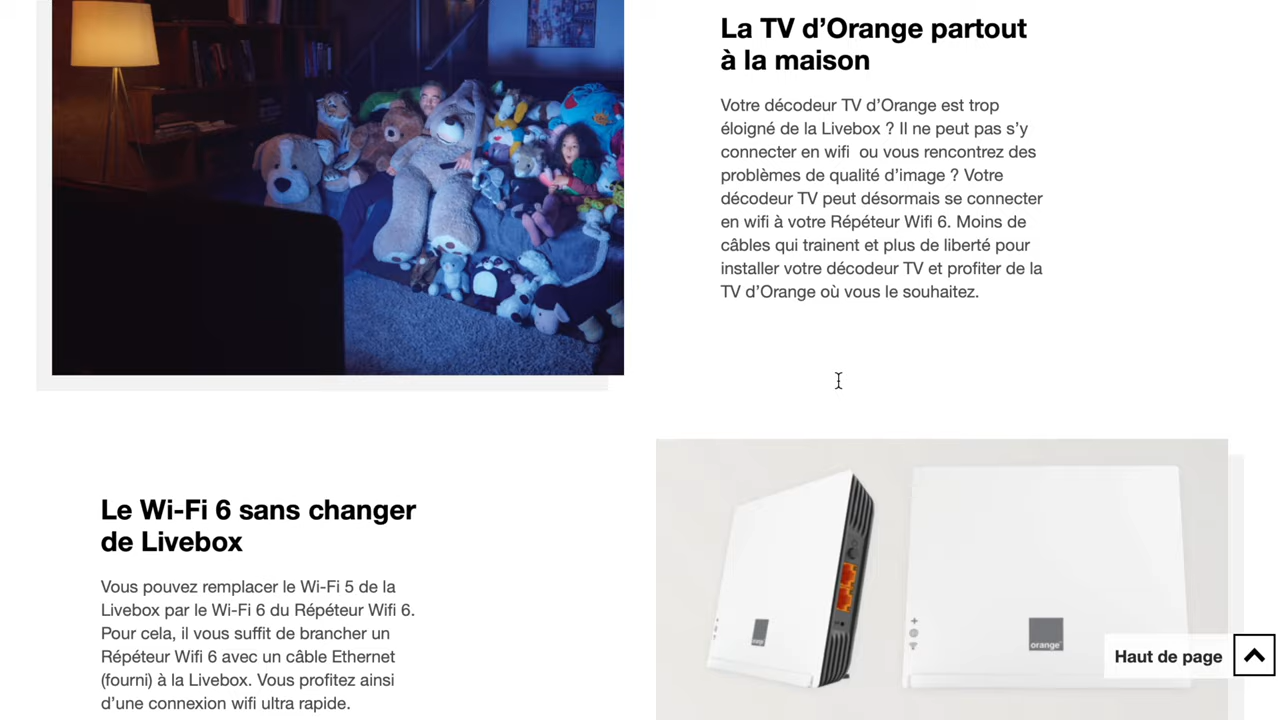 La TV d’Orange partout
à la maison
Votre décodeur TV d’Orange est trop
éloigné de la Livebox ? Il ne peut pas s’y
connecter en wifi  ou vous rencontrez des
problèmes de qualité d’image ? Votre
décodeur TV peut désormais se connecter
en wifi à votre Répéteur Wifi 6. Moins de
câbles qui trainent et plus de liberté pour
installer votre décodeur TV et profiter de la
TV d’Orange où vous le souhaitez.
Le Wi-Fi 6 sans changer
de Livebox
Vous pouvez remplacer le Wi-Fi 5 de la
Livebox par le Wi-Fi 6 du Répéteur Wifi 6.
Pour cela, il vous suffit de brancher un
Répéteur Wifi 6 avec un câble Ethernet
(fourni) à la Livebox. Vous profitez ainsi
d’une connexion wifi ultra rapide.
orange
orange
Haut de page